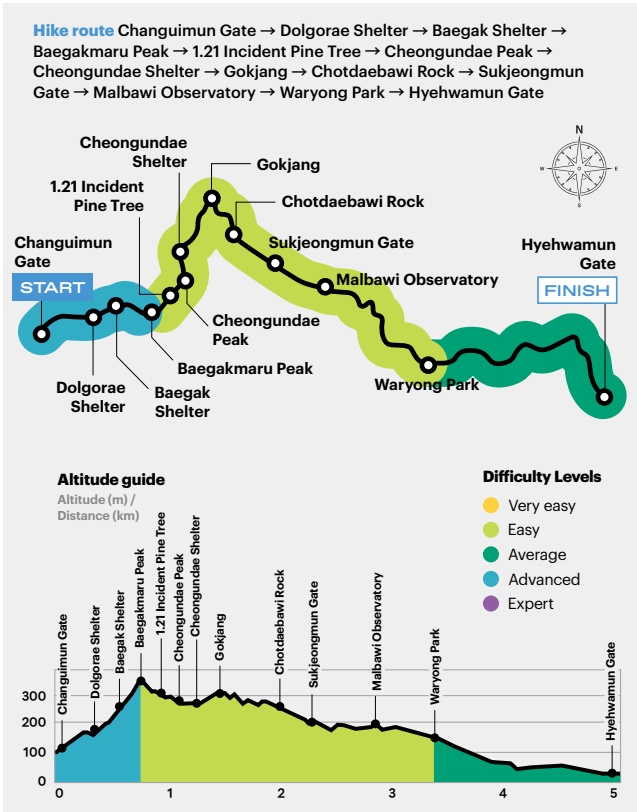 Hike route Changuimun Gate → Dolgorae Shelter → Baegak Shelter →
Baegakmaru Peak → 1.21 Incident Pine Tree → Cheongundae Peak →
Cheongundae Shelter → Gokjang → Chotdaebawi Rock → Sukjeongmun
Gate → Malbawi Observatory → Waryong Park → Hyehwamun Gate
N
W
O
E
S
Cheongundae
Shelter
Gokjang
1.21 Incident
Pine Tree
Chotdaebawi Rock
Changuimun
Gate
START
Sukjeongmun Gate
Hyehwamun
Gate
FINISH
Malbawi Observatory
Cheongundae
Peak
Baegakmaru Peak
Dolgorae
Shelter
Baegak
Shelter
Waryong Park
Altitude guide
Altitude (m) /
Distance (km)
Difficulty Levels
Very easy
Easy
Average
Advanced
Expert
Changuimun Gate
Dolgorae Shelter
Baegak Shelter
Baegakmaru Peak
1.21 Incident Pine Tree
Cheongundae Peak
Cheongundae Shelter
Gokjang
Chotdaebawi Rock
Sukjeongmun Gate
Malbawi Observatory
Waryong Park
Hyehwamun Gate
300
200
100
0
0 1 2 3 4 5